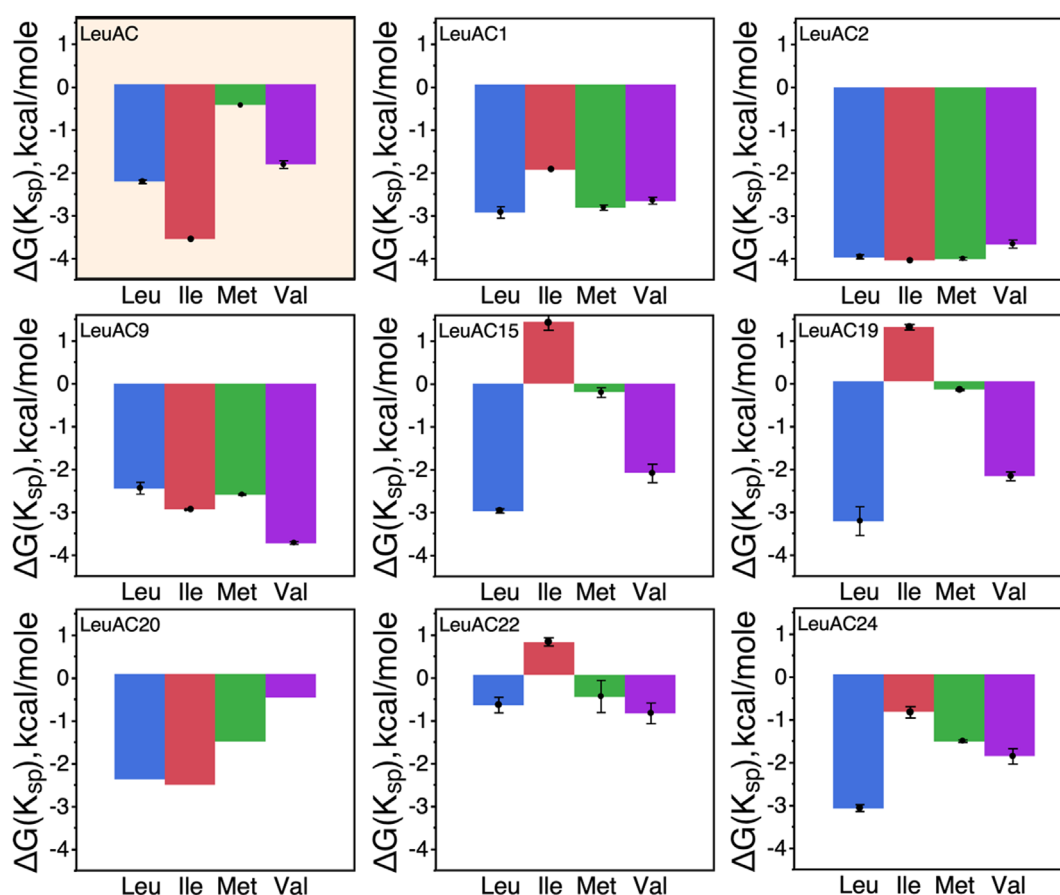 LeuAC
ΔG(Ksp), kcal/mole
1
0
-1
-2
-3
-4
Leu Ile Met Val
LeuAC1
ΔG(Ksp), kcal/mole
1
0
-1
-2
-3
-4
Leu Ile Met Val
LeuAC2
ΔG(Ksp), kcal/mole
1
0
-1
-2
-3
-4
Leu Ile Met Val
LeuAC9
ΔG(Ksp), kcal/mole
1
0
-1
-2
-3
-4
Leu Ile Met Val
LeuAC15
ΔG(Ksp), kcal/mole
1
0
-1
-2
-3
-4
Leu Ile Met Val
LeuAC19
ΔG(Ksp), kcal/mole
1
0
-1
-2
-3
-4
Leu Ile Met Val
LeuAC20
ΔG(Ksp), kcal/mole
1
0
-1
-2
-3
-4
Leu Ile Met Val
LeuAC22
ΔG(Ksp), kcal/mole
1
0
-1
-2
-3
-4
Leu Ile Met Val
LeuAC24
ΔG(Ksp), kcal/mole
1
0
-1
-2
-3
-4
Leu Ile Met Val